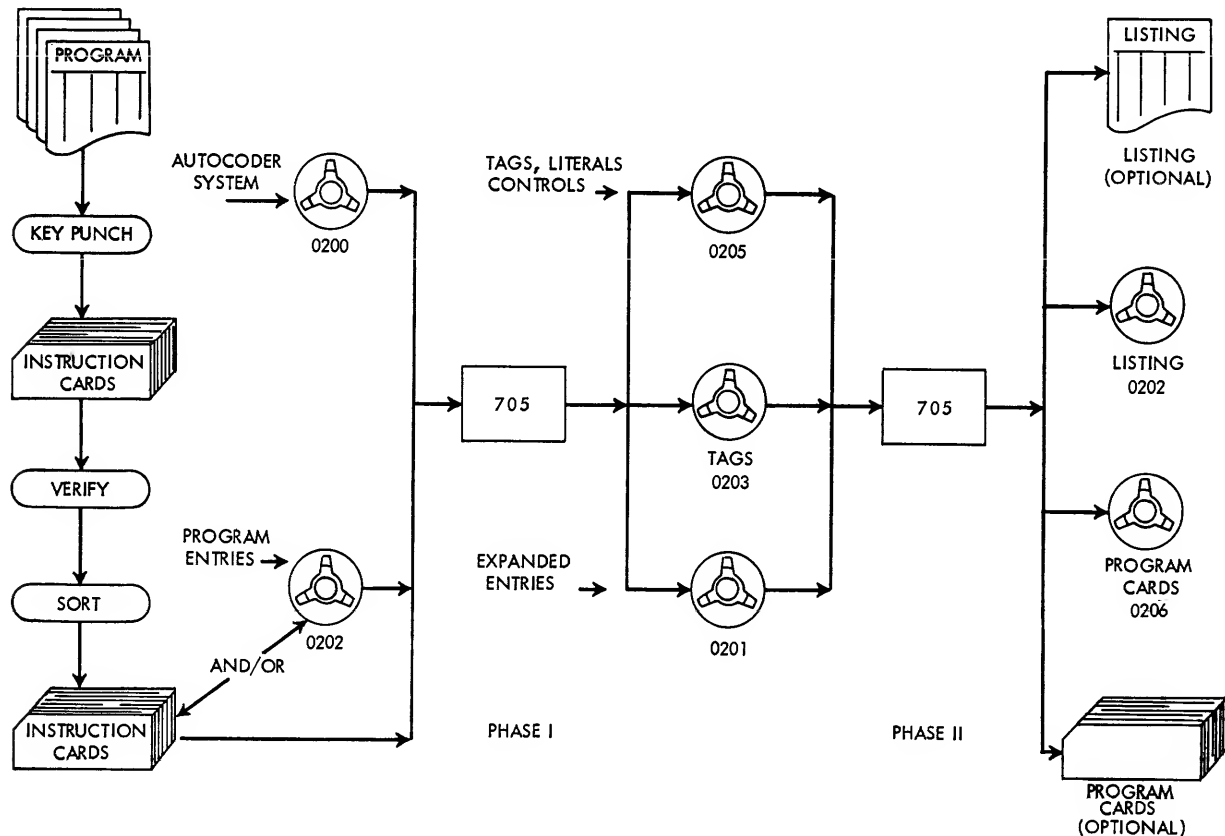 PROGRAM
KEY PUNCH
INSTRUCTION
CARDS
VERIFY
SORT
INSTRUCTION
CARDS
AUTOCODER
SYSTEM
0200
PROGRAM
ENTRIES
0202
AND/OR
705
PHASE I
TAGS, LITERALS
CONTROLS
0205
TAGS
0203
EXPANDED
ENTRIES
0201
705
PHASE II
LISTING
LISTING
(OPTIONAL)
LISTING
0202
PROGRAM
CARDS
0206
PROGRAM
CARDS
(OPTIONAL)